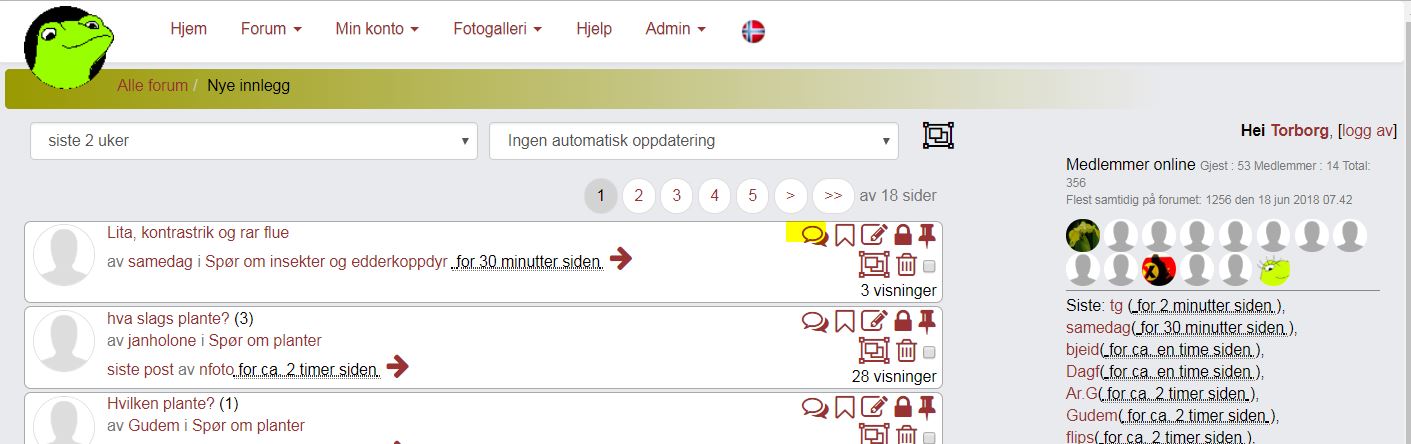 Hjem Forum Min konto Fotogalleri Hjelp Admin
Alle forum / Nye innlegg
siste 2 uker
Ingen automatisk oppdatering
1 2 3 4 5 > >> av 18 sider
Lita, kontrastrik og rar flue
av samedag i Spør om insekter og edderkoppdyr for 30 minutter siden
3 visninger
hva slags plante? (3)
av janholone i Spør om planter
siste post av nfoto for ca. 2 timer siden
28 visninger
Hvilken plante? (1)
av Gudem i Spør om planter
Hei Torborg, [logg av]
Medlemmer online Gjest : 53 Medlemmer : 14 Total:
356
Flest samtidig på forumet: 1256 den 18 jun 2018 07.42
Siste: tg ( for 2 minutter siden ),
samedag( for 30 minutter siden ),
bjeid( for ca. en time siden ),
Dagf( for ca. en time siden ),
Ar.G( for ca. 2 timer siden ),
Gudem( for ca. 2 timer siden ),
flips( for ca. 2 timer siden ),